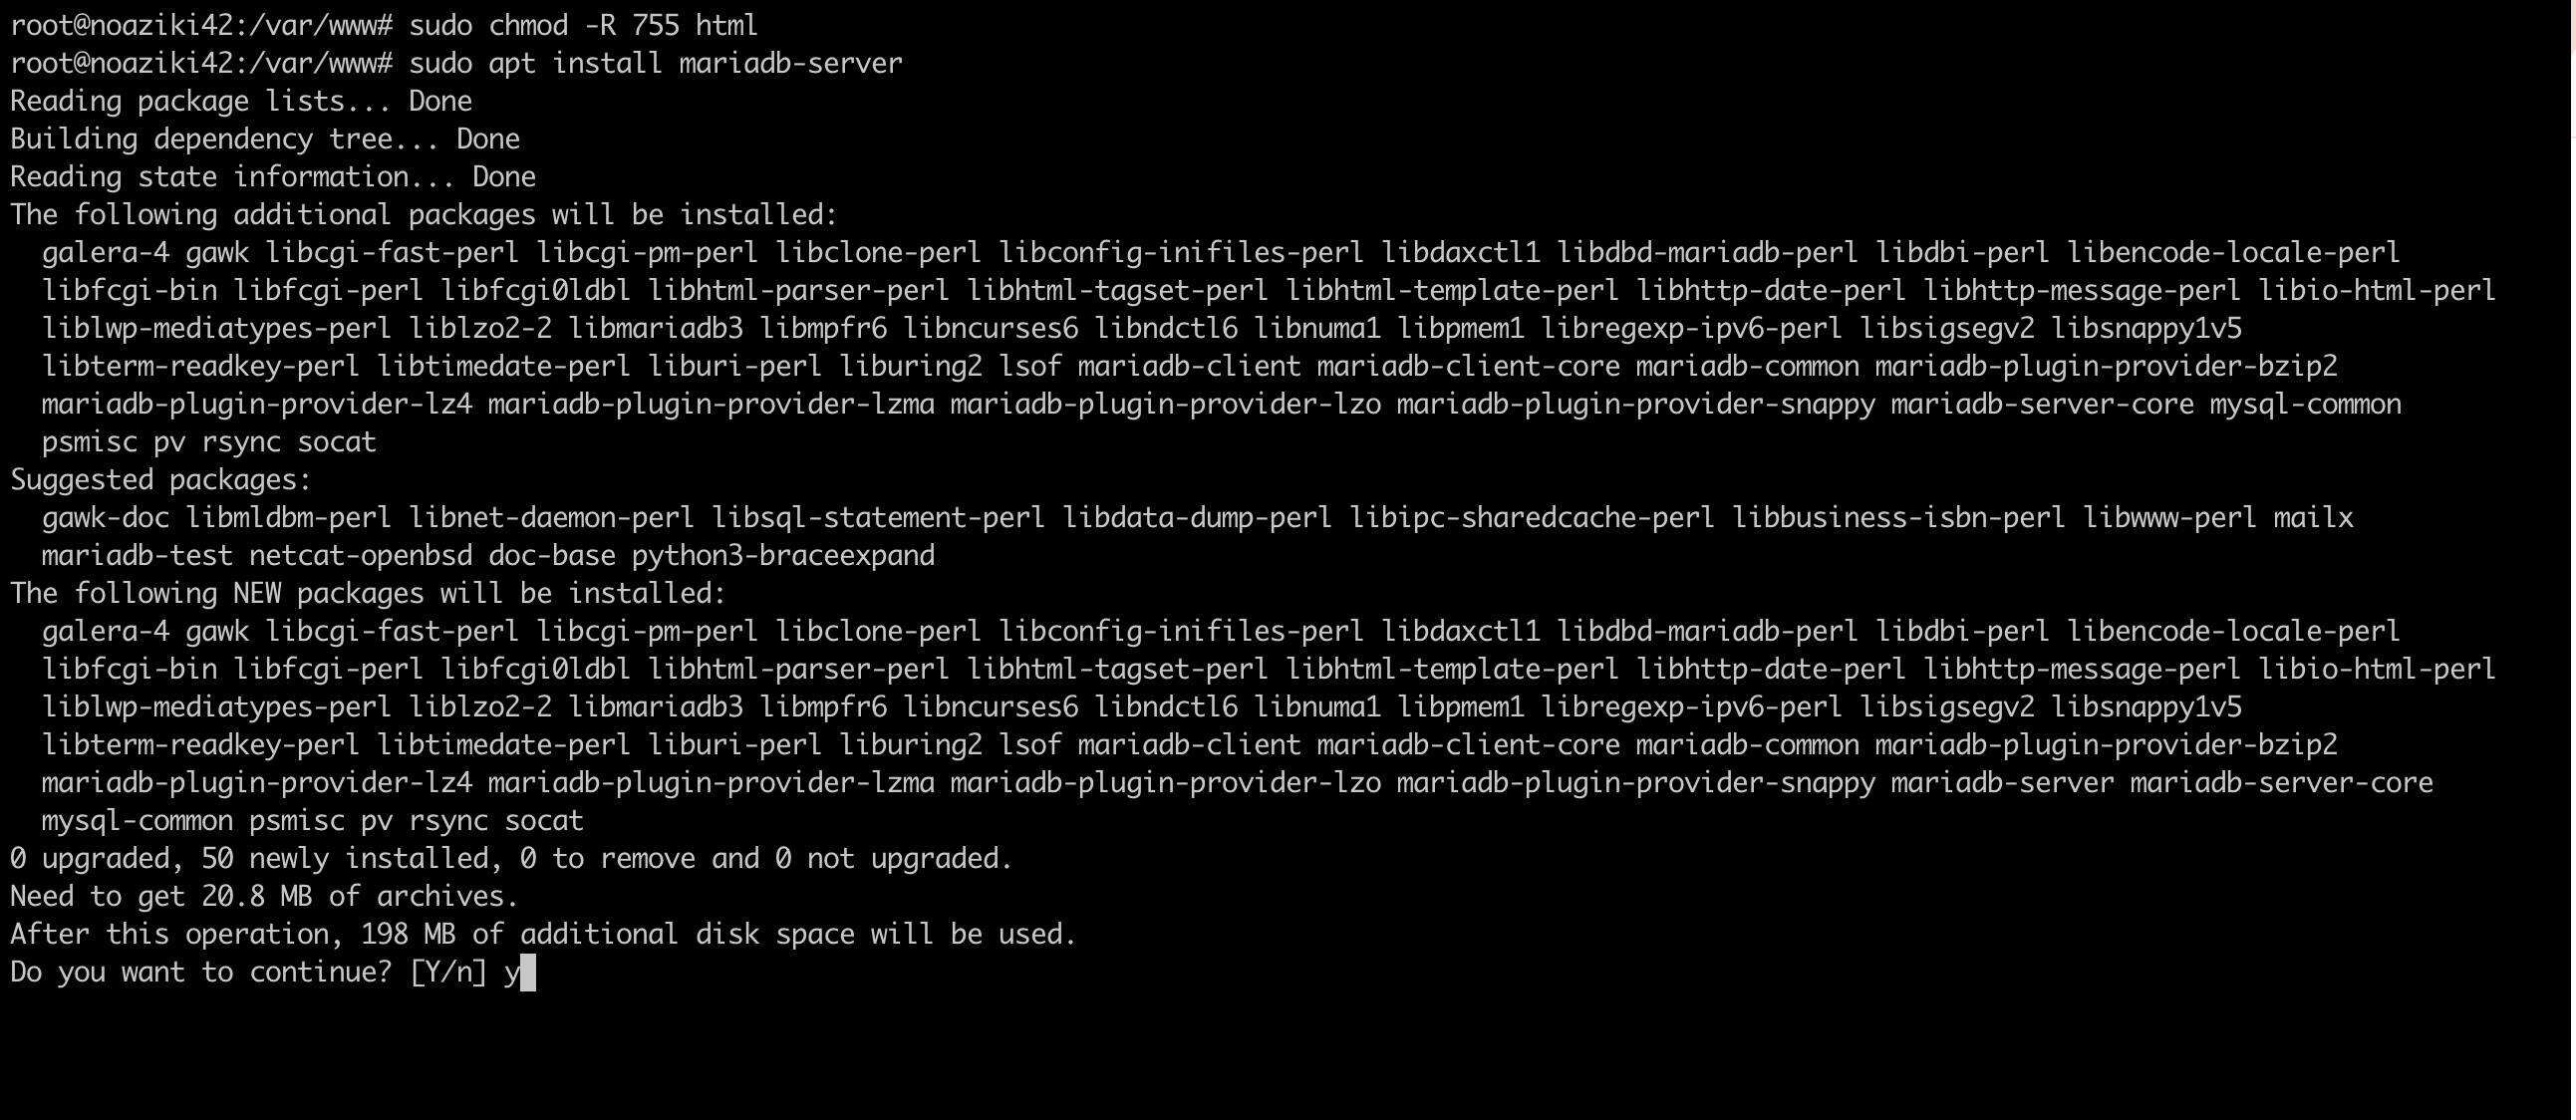 root@noaziki42:/var/www# sudo chmod -R 755 html
root@noaziki42:/var/www# sudo apt install mariadb-server
Reading package lists... Done
Building dependency tree... Done
Reading state information... Done
The following additional packages will be installed:
  galera-4 gawk libcgi-fast-perl libcgi-pm-perl libclone-perl libconfig-inifiles-perl libdaxctl1 libdbd-mariadb-perl libdbi-perl libencode-locale-perl
  libfcgi-bin libfcgi-perl libfcgi0ldbl libhtml-parser-perl libhtml-tagset-perl libhtml-template-perl libhttp-date-perl libhttp-message-perl libio-html-perl
  liblwp-mediatypes-perl liblzo2-2 libmariadb3 libmpfr6 libncurses6 libndctl6 libnuma1 libpmem1 libregexp-ipv6-perl libsigsegv2 libsnappy1v5
  libterm-readkey-perl libtimedate-perl liburi-perl liburing2 lsof mariadb-client mariadb-client-core mariadb-common mariadb-plugin-provider-bzip2
  mariadb-plugin-provider-lz4 mariadb-plugin-provider-lzma mariadb-plugin-provider-lzo mariadb-plugin-provider-snappy mariadb-server-core mysql-common
  psmisc pv rsync socat
Suggested packages:
  gawk-doc libmldbm-perl libnet-daemon-perl libsql-statement-perl libdata-dump-perl libipc-sharedcache-perl libbusiness-isbn-perl libwww-perl mailx
  mariadb-test netcat-openbsd doc-base python3-braceexpand
The following NEW packages will be installed:
  galera-4 gawk libcgi-fast-perl libcgi-pm-perl libclone-perl libconfig-inifiles-perl libdaxctl1 libdbd-mariadb-perl libdbi-perl libencode-locale-perl
  libfcgi-bin libfcgi-perl libfcgi0ldbl libhtml-parser-perl libhtml-tagset-perl libhtml-template-perl libhttp-date-perl libhttp-message-perl libio-html-perl
  liblwp-mediatypes-perl liblzo2-2 libmariadb3 libmpfr6 libncurses6 libndctl6 libnuma1 libpmem1 libregexp-ipv6-perl libsigsegv2 libsnappy1v5
  libterm-readkey-perl libtimedate-perl liburi-perl liburing2 lsof mariadb-client mariadb-client-core mariadb-common mariadb-plugin-provider-bzip2
  mariadb-plugin-provider-lz4 mariadb-plugin-provider-lzma mariadb-plugin-provider-lzo mariadb-plugin-provider-snappy mariadb-server mariadb-server-core
  mysql-common psmisc pv rsync socat
0 upgraded, 50 newly installed, 0 to remove and 0 not upgraded.
Need to get 20.8 MB of archives.
After this operation, 198 MB of additional disk space will be used.
Do you want to continue? [Y/n] y